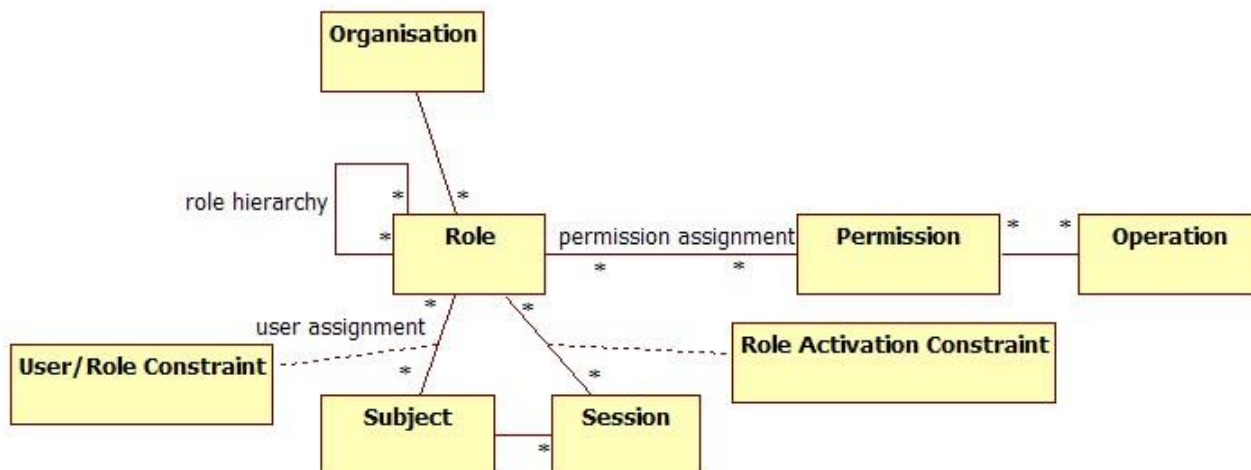 Organisation
role hierarchy
*
*
*
Role
permission assignment
*
*
Permission
*
*
Operation
*
*
user assignment
User/Role Constraint
Role Activation Constraint
*
*
Subject
*
Session